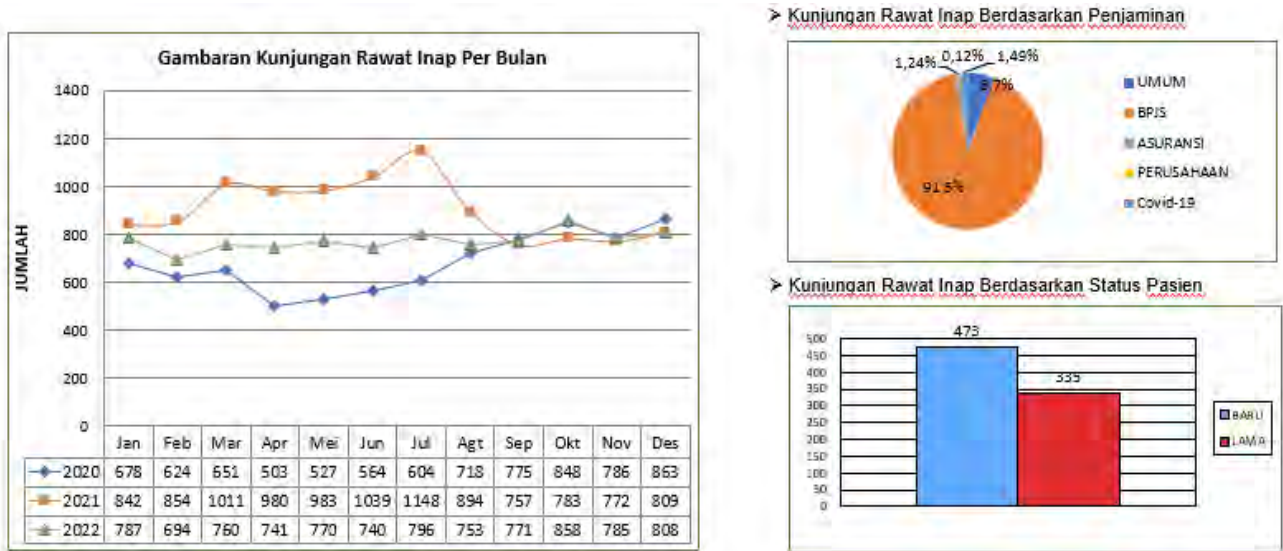 Gambaran Kunjungan Rawat Inap Per Bulan
JUMLAH
1400
1200
1000
800
600
400
200
0
Jan Feb Mar Apr Mei Jun Jul Agt Sep Okt Nov Des
2020 678 624 651 503 527 564 604 718 775 848 786 863
2021 842 854 1011 980 983 1039 1148 894 757 783 772 809
2022 787 694 760 741 770 740 796 753 771 858 785 808
➢ Kunjungan Rawat Inap Berdasarkan Penjaminan
1,24% 0,12% 1,49%
91,5%
UMUM
BPJS
ASURANSI
PERUSAHAAN
Covid-19
➢ Kunjungan Rawat Inap Berdasarkan Status Pasien
500
450
400
350
300
250
200
150
100
50
0
473
335
BARU
LAMA